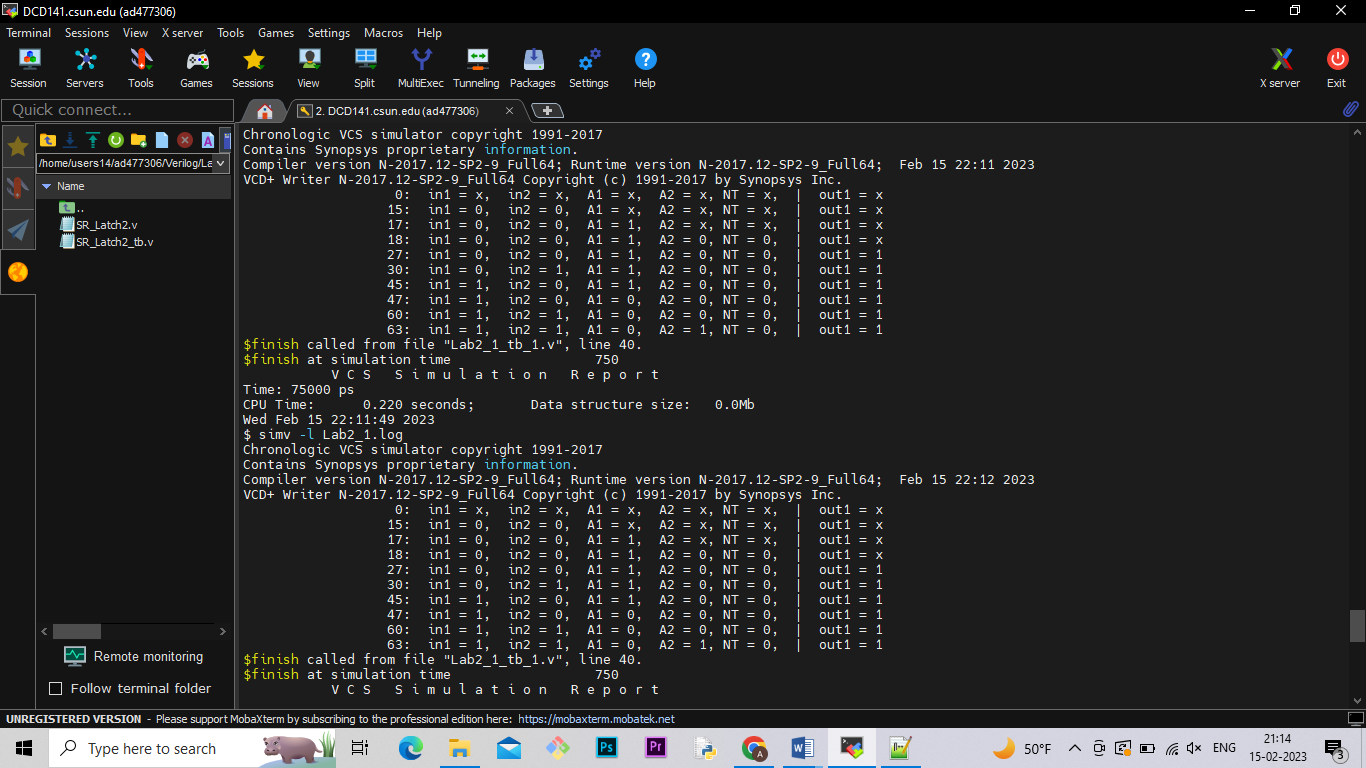 DCD141.csun.edu (ad477306)
Terminal Sessions View X server Tools Games Settings Macros Help
Session Servers Tools Games Sessions View Split MultiExec Tunneling Packages Settings Help X server Exit
Quick connect...
2. DCD141.csun.edu (ad477306)
/home/users14/ad477306/Verilog/La
Name
..
SR_Latch2.v
SR_Latch2_tb.v
Remote monitoring
Follow terminal folder
Chronologic VCS simulator copyright 1991-2017
Contains Synopsys proprietary information.
Compiler version N-2017.12-SP2-9_Full64; Runtime version N-2017.12-SP2-9_Full64;  Feb 15 22:11 2023
VCD+ Writer N-2017.12-SP2-9_Full64 Copyright (c) 1991-2017 by Synopsys Inc.
0:  in1 = x,  in2 = x,  A1 = x,  A2 = x, NT = x,  |  out1 = x
15:  in1 = 0,  in2 = 0,  A1 = x,  A2 = x, NT = x,  |  out1 = x
17:  in1 = 0,  in2 = 0,  A1 = 1,  A2 = x, NT = x,  |  out1 = x
18:  in1 = 0,  in2 = 0,  A1 = 1,  A2 = 0, NT = 0,  |  out1 = x
27:  in1 = 0,  in2 = 0,  A1 = 1,  A2 = 0, NT = 0,  |  out1 = 1
30:  in1 = 0,  in2 = 1,  A1 = 1,  A2 = 0, NT = 0,  |  out1 = 1
45:  in1 = 1,  in2 = 0,  A1 = 1,  A2 = 0, NT = 0,  |  out1 = 1
47:  in1 = 1,  in2 = 0,  A1 = 0,  A2 = 0, NT = 0,  |  out1 = 1
60:  in1 = 1,  in2 = 1,  A1 = 0,  A2 = 0, NT = 0,  |  out1 = 1
63:  in1 = 1,  in2 = 1,  A1 = 0,  A2 = 1, NT = 0,  |  out1 = 1
$finish called from file "Lab2_1_tb_1.v", line 40.
$finish at simulation time                  750
V C S   S i m u l a t i o n   R e p o r t
Time: 75000 ps
CPU Time:      0.220 seconds;       Data structure size:   0.0Mb
Wed Feb 15 22:11:49 2023
$ simv -l Lab2_1.log
Chronologic VCS simulator copyright 1991-2017
Contains Synopsys proprietary information.
Compiler version N-2017.12-SP2-9_Full64; Runtime version N-2017.12-SP2-9_Full64;  Feb 15 22:12 2023
VCD+ Writer N-2017.12-SP2-9_Full64 Copyright (c) 1991-2017 by Synopsys Inc.
0:  in1 = x,  in2 = x,  A1 = x,  A2 = x, NT = x,  |  out1 = x
15:  in1 = 0,  in2 = 0,  A1 = x,  A2 = x, NT = x,  |  out1 = x
17:  in1 = 0,  in2 = 0,  A1 = 1,  A2 = x, NT = x,  |  out1 = x
18:  in1 = 0,  in2 = 0,  A1 = 1,  A2 = 0, NT = 0,  |  out1 = x
27:  in1 = 0,  in2 = 0,  A1 = 1,  A2 = 0, NT = 0,  |  out1 = 1
30:  in1 = 0,  in2 = 1,  A1 = 1,  A2 = 0, NT = 0,  |  out1 = 1
45:  in1 = 1,  in2 = 0,  A1 = 1,  A2 = 0, NT = 0,  |  out1 = 1
47:  in1 = 1,  in2 = 0,  A1 = 0,  A2 = 0, NT = 0,  |  out1 = 1
60:  in1 = 1,  in2 = 1,  A1 = 0,  A2 = 0, NT = 0,  |  out1 = 1
63:  in1 = 1,  in2 = 1,  A1 = 0,  A2 = 1, NT = 0,  |  out1 = 1
$finish called from file "Lab2_1_tb_1.v", line 40.
$finish at simulation time                  750
V C S   S i m u l a t i o n   R e p o r t
UNREGISTERED VERSION - Please support MobaXterm by subscribing to the professional edition here: https://mobaxterm.mobatek.net
Type here to search
Ps
Pr
A
W
50°F
ENG
21:14
15-02-2023
3